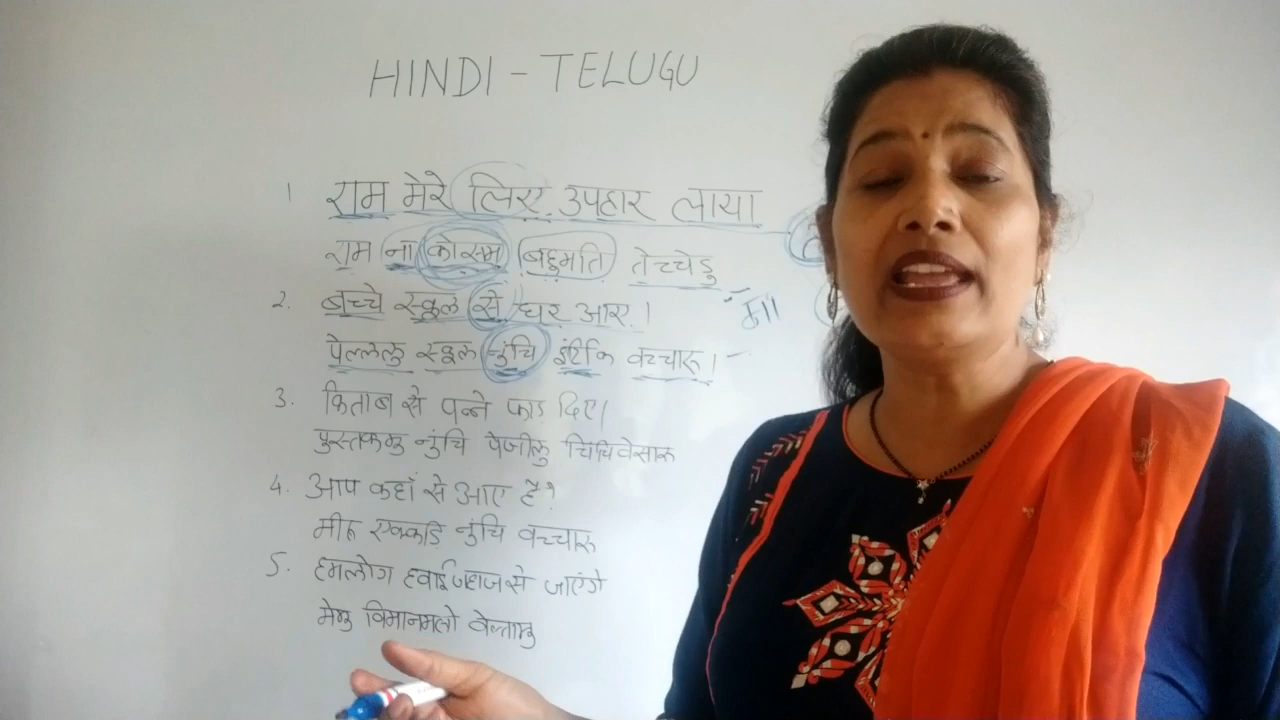 HINDI - TELUGU
1 राम मेरे लिए उपहार लाया
राम ना कोसम बहुमति तेच्चेडु
2. बच्चे स्कूल से घर आए।
पेल्ललु स्कूल नुंचि इंटिकि वच्चारू।
3. किताब से पन्ने फाड दिए।
पुस्तकमु नुंचि पेजीलु चिंचिवेसारू
4. आप कहां से आए हैं?
मीरू एक्कडि नुंचि वच्चारू
5. हमलोग हवाईजहाज से जाएंगे
मेमु विमानमलो वेल्तामु